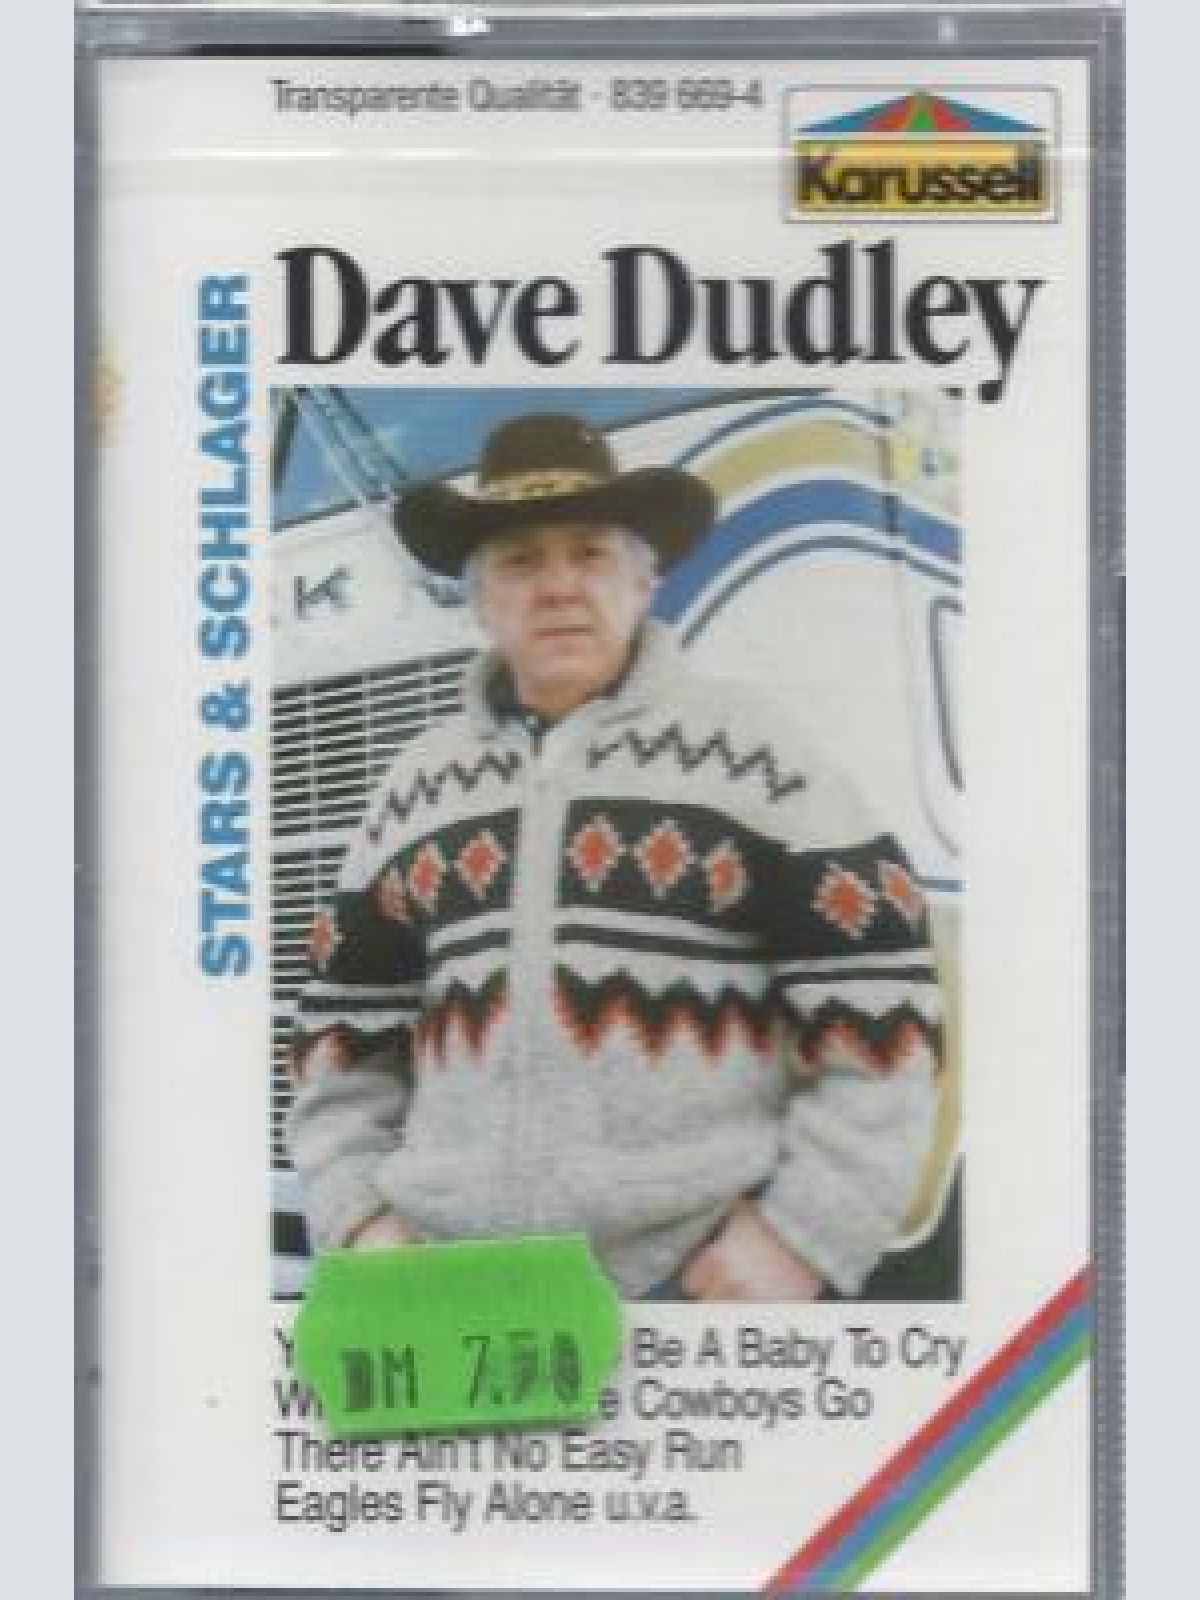 Transparente Qualität · 839 669-4
Karussell
Dave Dudley
STARS & SCHLAGER
K
Be A Baby To Cry
DM 7.50
Cowboys Go
There Ain't No Easy Run
Eagles Fly Alone u.v.a.